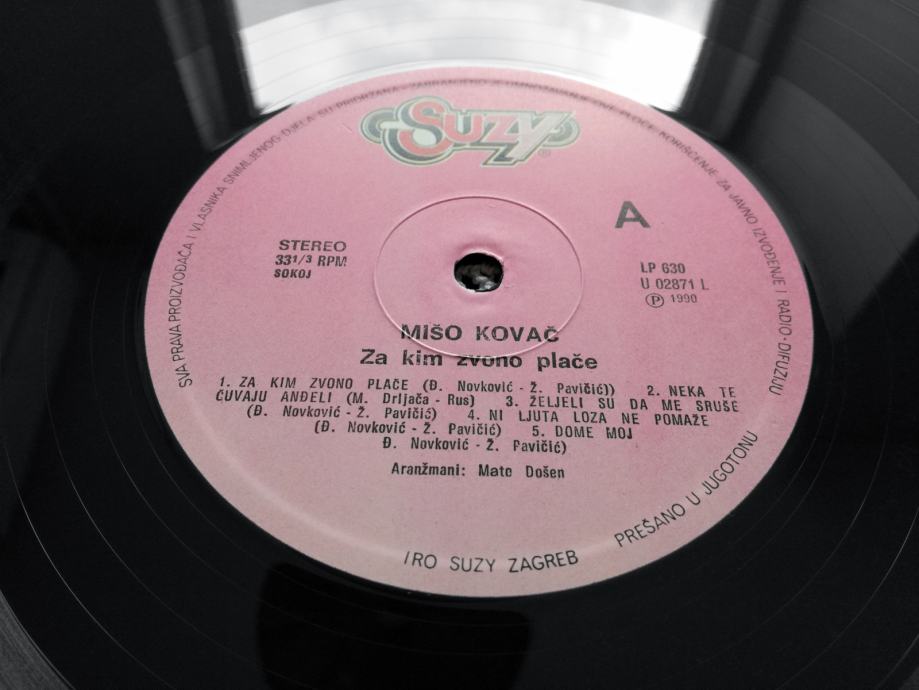 SVA PRAVA PROIZVOĐAČA I VLASNIKA SNIMLJENOG DJELA SU PRIDRŽANA
PLOČE KORIŠĆENJE ZA JAVNO IZVOĐENJE I RADIO-DIFUZIJU
SUZY®
A
STEREO
33 1/3 RPM
SOKOJ
LP 630
U 02871 L
Ⓟ 1990
MIŠO KOVAČ
Za kim zvono plače
1. ZA KIM ZVONO PLAČE (Đ. Novković - Ž. Pavičić)) 2. NEKA TE
ČUVAJU ANĐELI (M. Drljača - Rus) 3. ŽELJELI SU DA ME SRUŠE
(Đ. Novković - Ž. Pavičić) 4. NI LJUTA LOZA NE POMAŽE
(Đ. Novković - Ž. Pavičić) 5. DOME MOJ
Đ. Novković - Ž. Pavičić)
Aranžmani: Mato Došen
IRO SUZY ZAGREB
PREŠANO U JUGOTONU